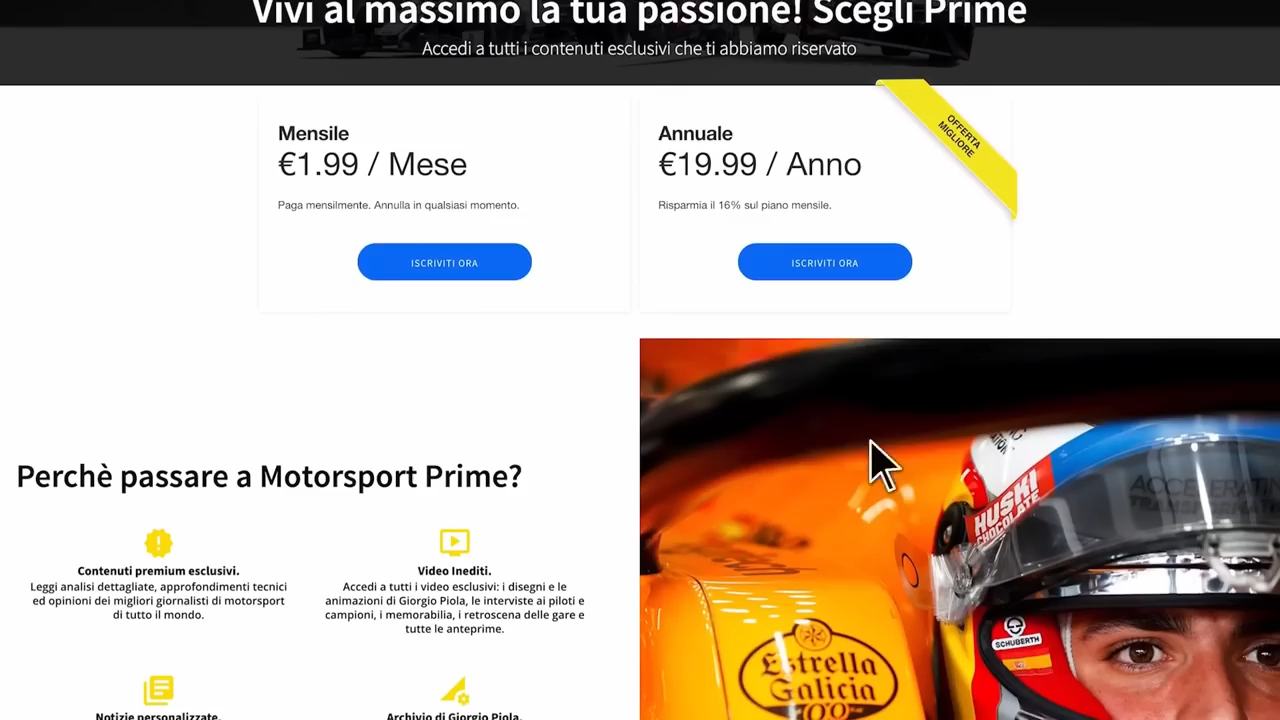 Vivi al massimo la tua passione! Scegli Prime
Accedi a tutti i contenuti esclusivi che ti abbiamo riservato
Mensile
€1.99 / Mese
Paga mensilmente. Annulla in qualsiasi momento.
ISCRIVITI ORA
Annuale
€19.99 / Anno
Risparmia il 16% sul piano mensile.
ISCRIVITI ORA
OFFERTA
MIGLIORE
Perchè passare a Motorsport Prime?
Contenuti premium esclusivi.
Leggi analisi dettagliate, approfondimenti tecnici
ed opinioni dei migliori giornalisti di motorsport
di tutto il mondo.
Video Inediti.
Accedi a tutti i video esclusivi: i disegni e le
animazioni di Giorgio Piola, le interviste ai piloti e
campioni, i memorabilia, i retroscena delle gare e
tutte le anteprime.
Notizie personalizzate.
Archivio di Giorgio Piola.
HUSKI
CHOCOLATE
SCHUBERTH
Estrella
Galicia